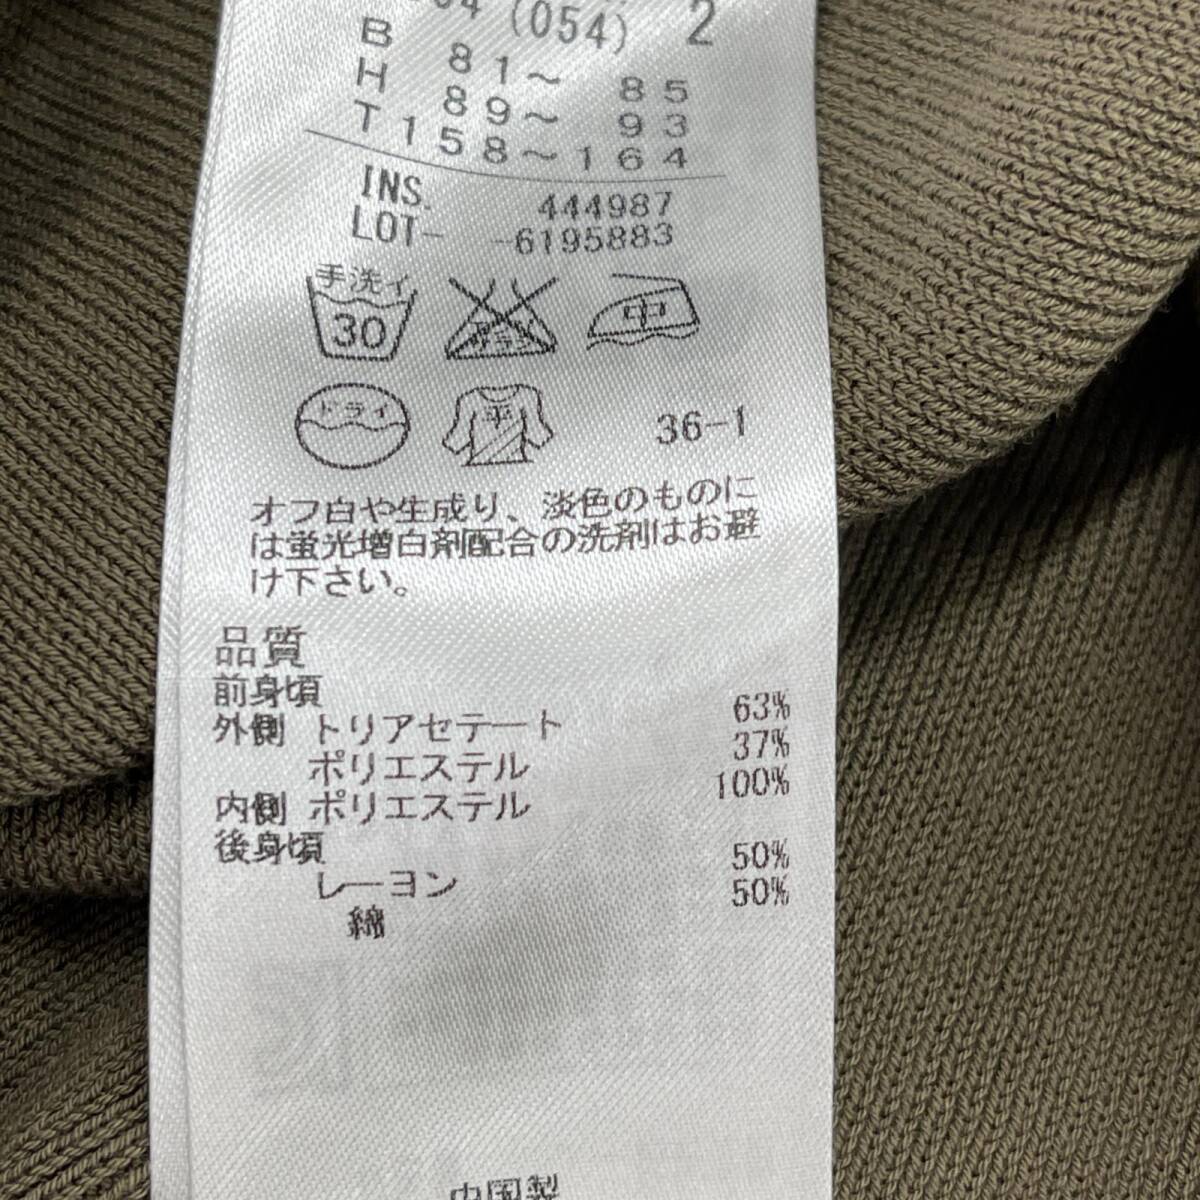 (054) 2
B 81～ 85
H 89～ 93
T158～164
INS. 444987
LOT- -6195883
手洗イ
30
中
ドライ
平
36-1
オフ白や生成り、淡色のものに
は蛍光増白剤配合の洗剤はお避
け下さい。
品質
前身頃
外側 トリアセテート 63%
ポリエステル 37%
内側 ポリエステル 100%
後身頃
レーヨン 50%
綿 50%
中国製